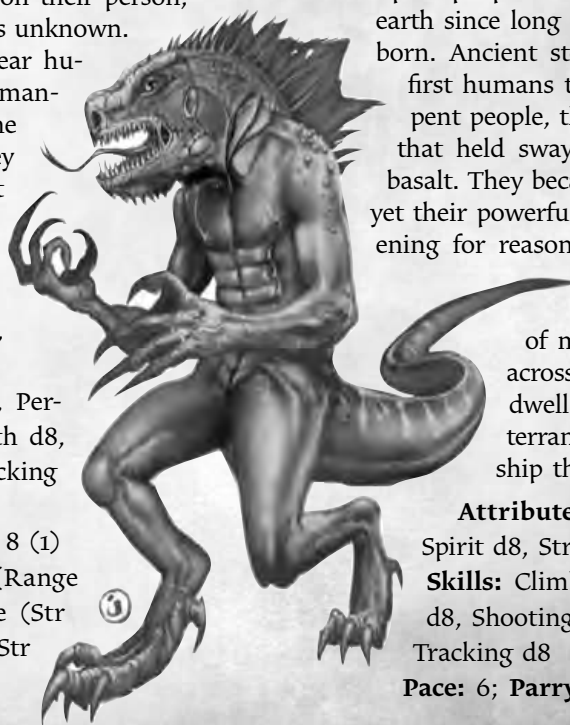 on their person,
s unknown.
ear hu-
man-
ne
ey
t
, Per-
th d8,
cking
8 (1)
(Range
e (Str
Str
earth since long
born. Ancient st
first humans t
pent people, th
that held sway
basalt. They beca
yet their powerfu
ening for reason
of m
across
dwell
terran
ship th
Attribute
Spirit d8, Str
Skills: Climb
d8, Shooting
Tracking d8
Pace: 6; Parry